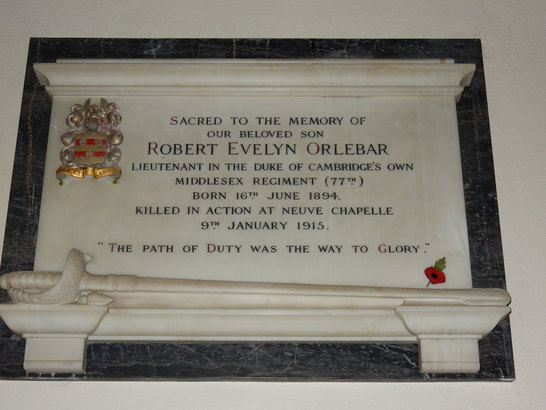 SACRED TO THE MEMORY OF
OUR BELOVED SON
ROBERT EVELYN ORLEBAR
LIEUTENANT IN THE DUKE OF CAMBRIDGE'S OWN
MIDDLESEX REGIMENT (77TH)
BORN 16TH JUNE 1894.
KILLED IN ACTION AT NEUVE CHAPELLE
9TH JANUARY 1915.
"THE PATH OF DUTY WAS THE WAY TO GLORY."